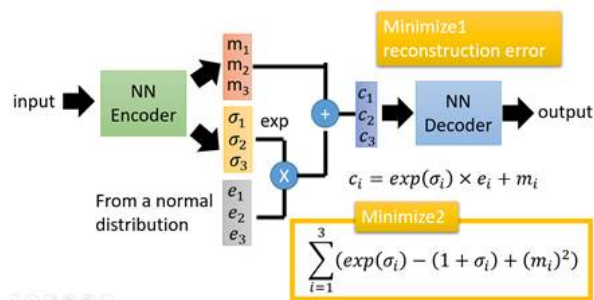 Minimize1
reconstruction error
input
NN
Encoder
m₁
m₂
m₃
σ₁
σ₂
σ₃
exp
From a normal
distribution
e₁
e₂
e₃
X
+
c₁
c₂
c₃
NN
Decoder
output
cᵢ = exp(σᵢ) × eᵢ + mᵢ
Minimize2
3
∑(exp(σᵢ) − (1 + σᵢ) + (mᵢ)²)
i=1